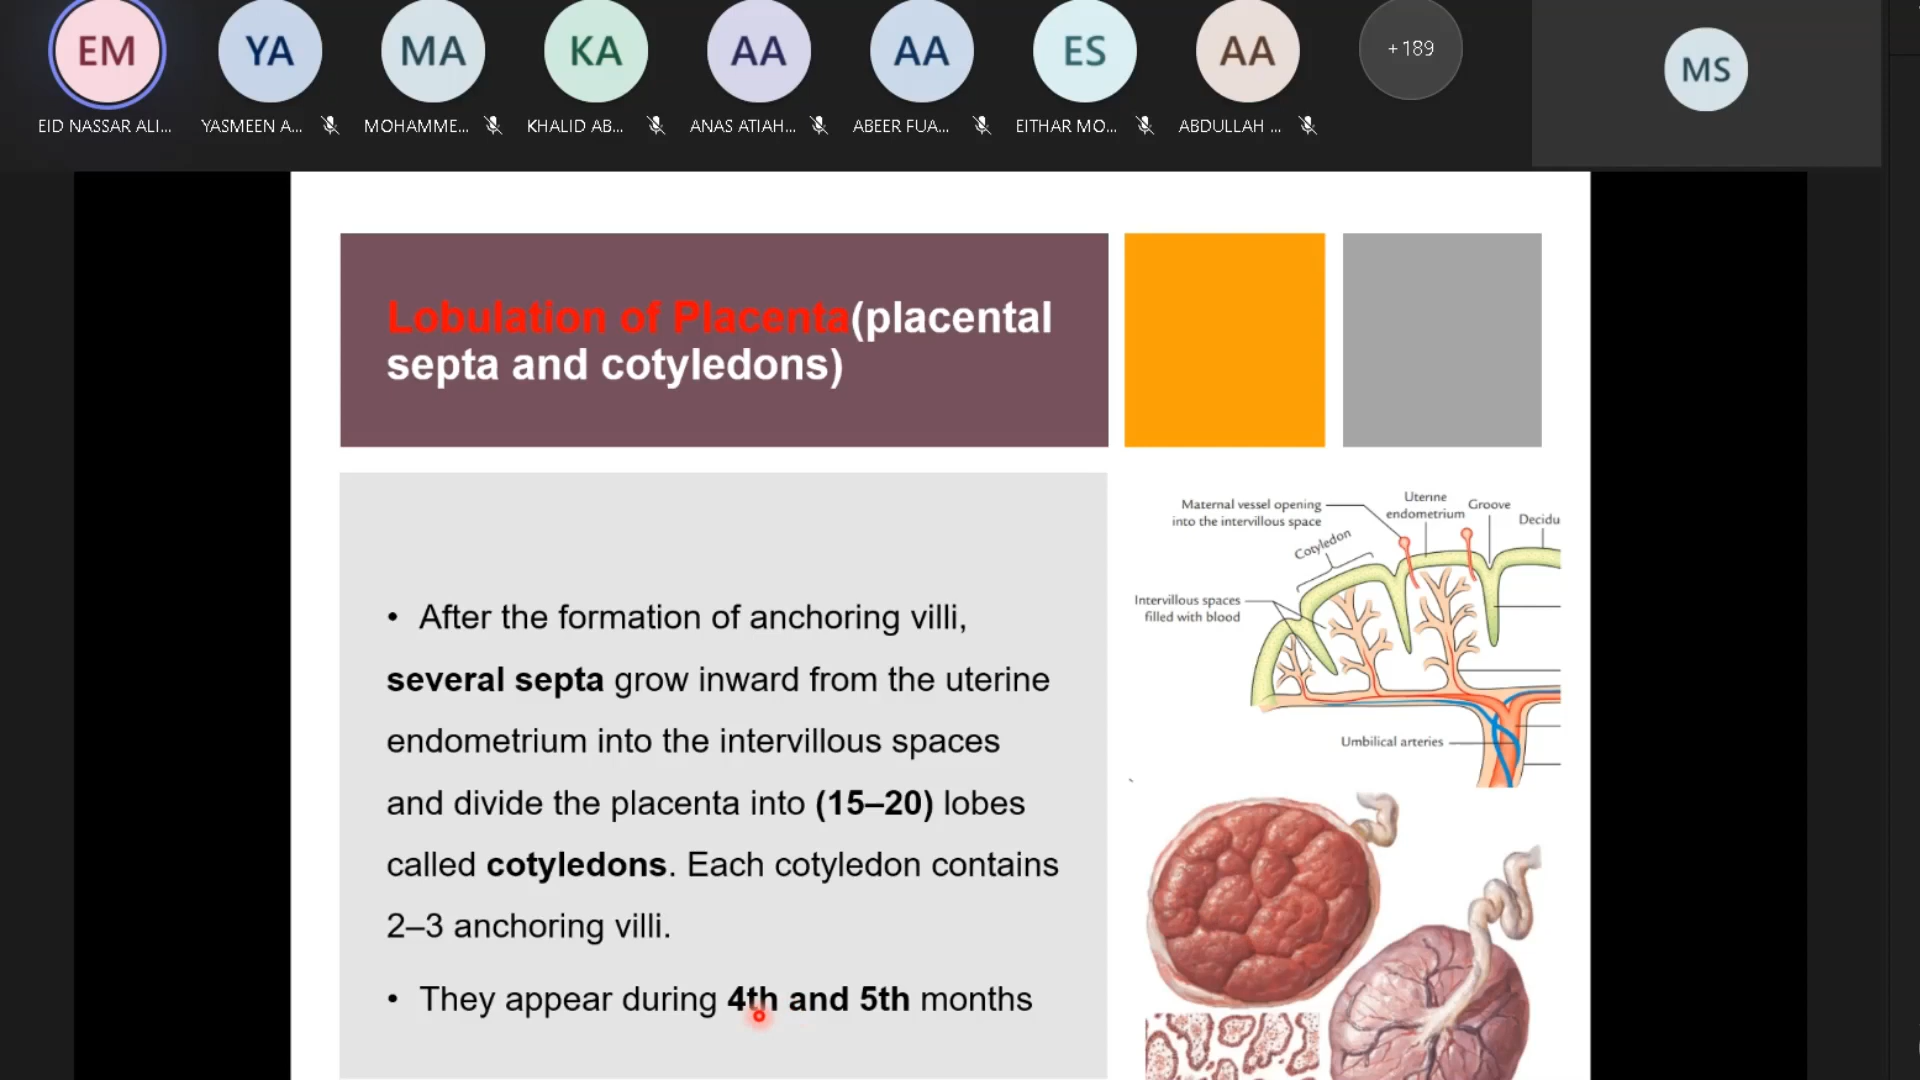 EM
YA
MA
KA
AA
AA
ES
AA
+189
MS
EID NASSAR ALI...
YASMEEN A...
MOHAMME...
KHALID AB...
ANAS ATIAH...
ABEER FUA...
EITHAR MO...
ABDULLAH ...
Lobulation of Placenta(placental
septa and cotyledons)
• After the formation of anchoring villi,
several septa grow inward from the uterine
endometrium into the intervillous spaces
and divide the placenta into (15–20) lobes
called cotyledons. Each cotyledon contains
2–3 anchoring villi.
• They appear during 4th and 5th months
Maternal vessel opening
into the intervillous space
Uterine
endometrium
Groove
Decidu
Cotyledon
Intervillous spaces
filled with blood
Umbilical arteries